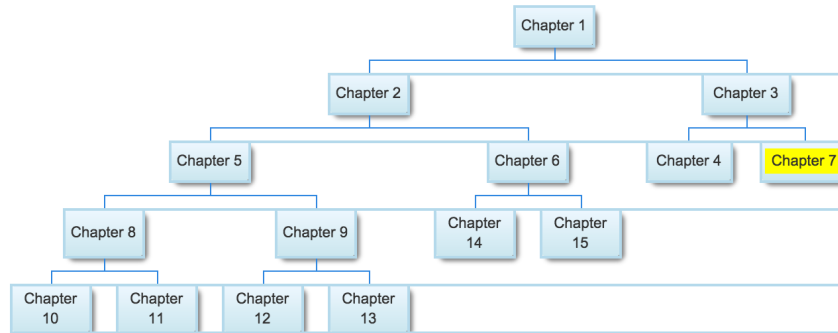 Chapter 1
Chapter 2
Chapter 3
Chapter 5
Chapter 6
Chapter 4
Chapter 7
Chapter 8
Chapter 9
Chapter
14
Chapter
15
Chapter
10
Chapter
11
Chapter
12
Chapter
13